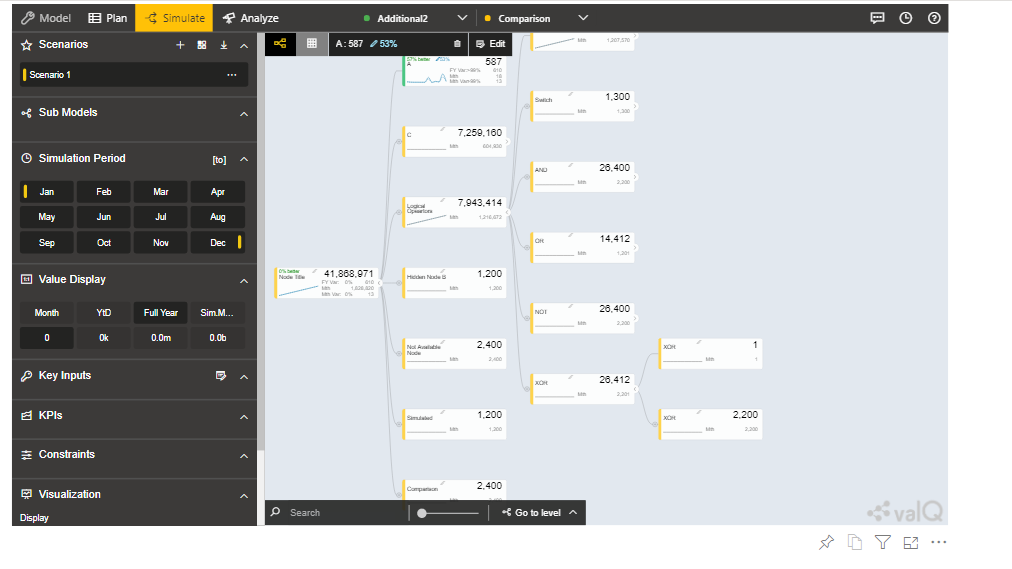 Model
Plan
Simulate
Analyze
Additional2
Comparison
Scenarios
Scenario 1
Sub Models
Simulation Period
[to]
Jan
Feb
Mar
Apr
May
Jun
Jul
Aug
Sep
Oct
Nov
Dec
Value Display
Month
YtD
Full Year
Sim.M...
0
0k
0.0m
0.0b
Key Inputs
KPIs
Constraints
Visualization
Display
A : 587
53%
Edit
57% better
53%
A
587
FY Var:+99%
610
Mth
18
Mth Var:99%
13
C
7,259,160
Mth
604,930
Logical
Operators
7,943,414
Mth
1,216,672
0% better
Node Title
41,868,971
FY Var: 0%
610
Mth
Mth Var: 0%
13
Hidden Node B
1,200
Mth
1,200
Not Available
Node
2,400
Mth
2,400
Simulated
1,200
Mth
1,200
Comparison
2,400
Mth
1,207,570
Switch
1,300
Mth
1,300
AND
26,400
Mth
2,200
OR
14,412
Mth
1,201
NOT
26,400
Mth
2,200
XOR
26,412
Mth
2,201
XOR
1
Mth
1
XOR
2,200
Mth
2,200
Search
Go to level
valQ